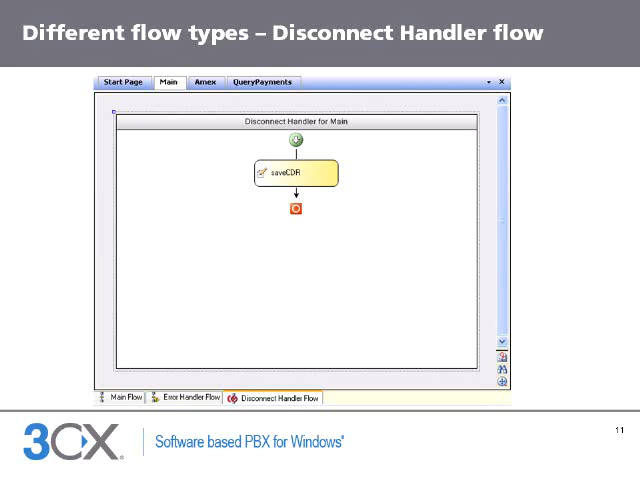 Different flow types – Disconnect Handler flow
Start Page Main Amex QueryPayments
Disconnect Handler for Main
saveCDR
Main Flow Error Handler Flow Disconnect Handler Flow
3CX® Software based PBX for Windows®
11